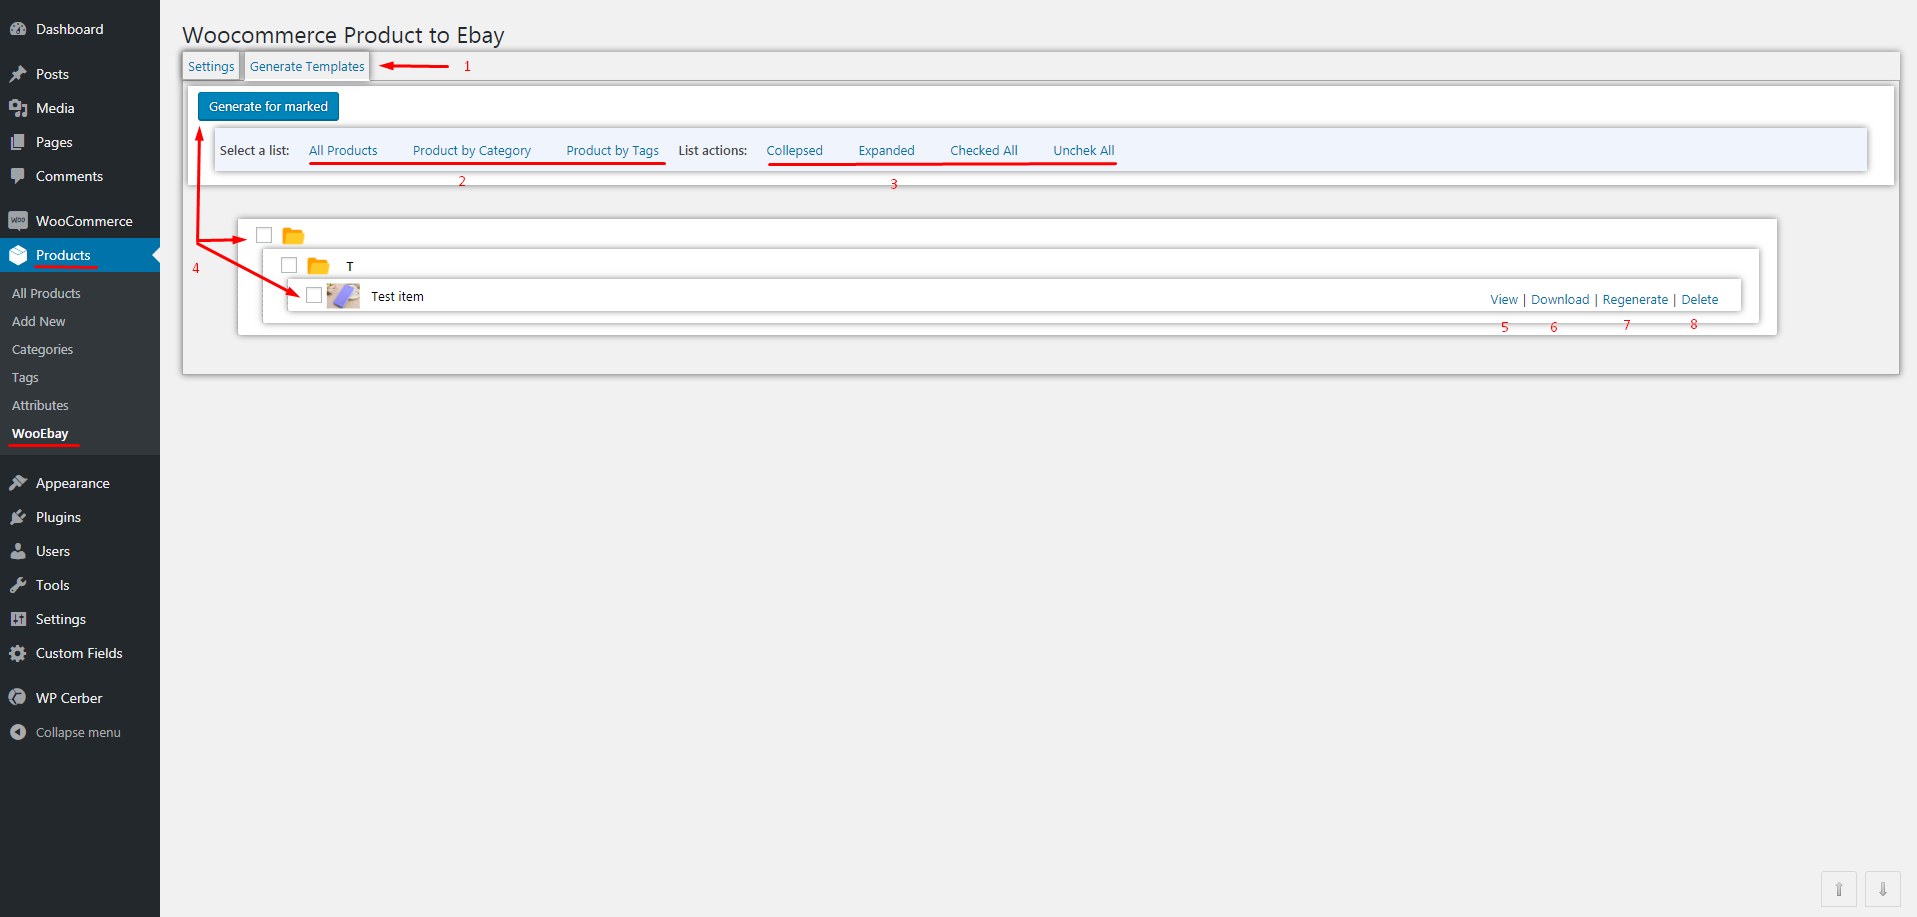 Dashboard
Posts
Media
Pages
Comments
Woo WooCommerce
Products
All Products
Add New
Categories
Tags
Attributes
WooEbay
Appearance
Plugins
Users
Tools
Settings
Custom Fields
WP Cerber
Collapse menu
Woocommerce Product to Ebay
Settings Generate Templates 1
Generate for marked
Select a list: All Products Product by Category Product by Tags List actions: Collepsed Expanded Checked All Unchek All
2 3
4
T
Test item View | Download | Regenerate | Delete
5 6 7 8